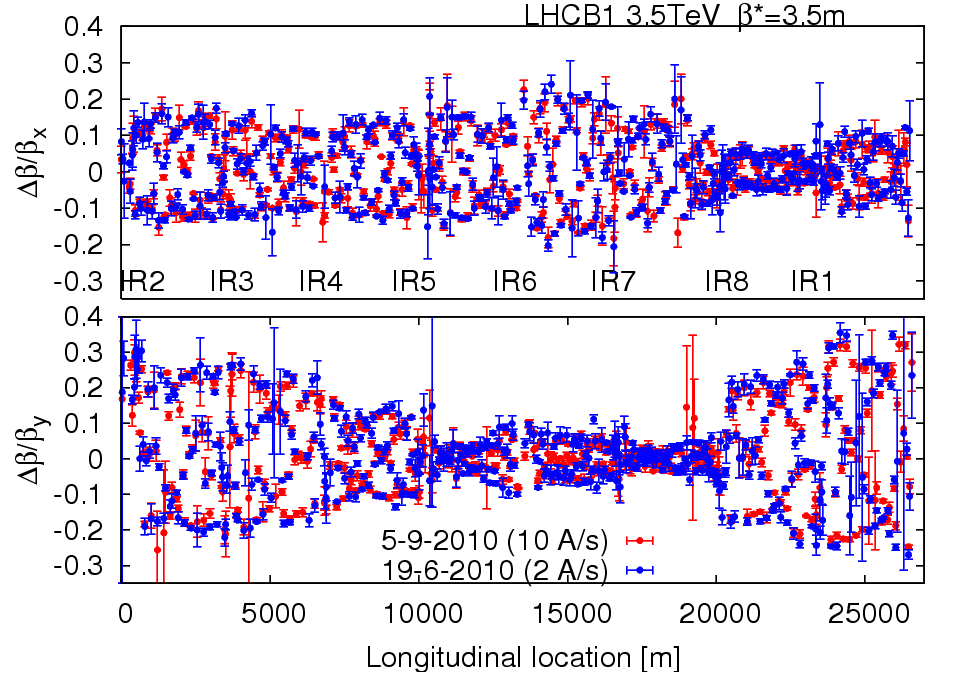 LHCB1 3.5TeV β*=3.5m
0.4
0.3
0.2
0.1
0
-0.1
-0.2
-0.3
Δβ/βx
IR2 IR3 IR4 IR5 IR6 IR7 IR8 IR1
0.4
0.3
0.2
0.1
0
-0.1
-0.2
-0.3
Δβ/βy
5-9-2010 (10 A/s)
19-6-2010 (2 A/s)
0 5000 10000 15000 20000 25000
Longitudinal location [m]